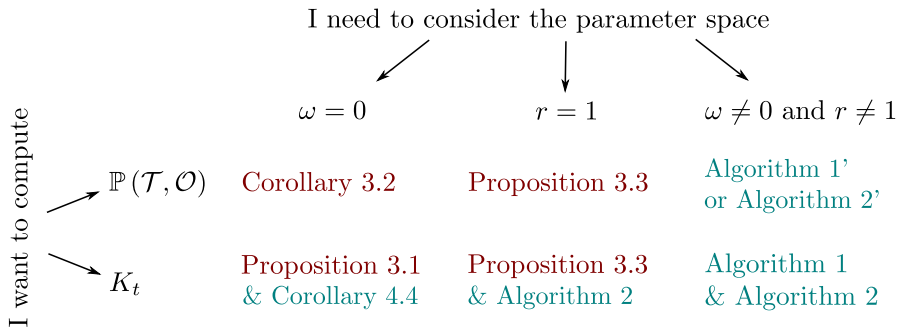 I need to consider the parameter space
ω = 0
r = 1
ω ≠ 0 and r ≠ 1
I want to compute
ℙ (𝒯, 𝒪)
Corollary 3.2
Proposition 3.3
Algorithm 1'
or Algorithm 2'
K_t
Proposition 3.1
& Corollary 4.4
Proposition 3.3
& Algorithm 2
Algorithm 1
& Algorithm 2